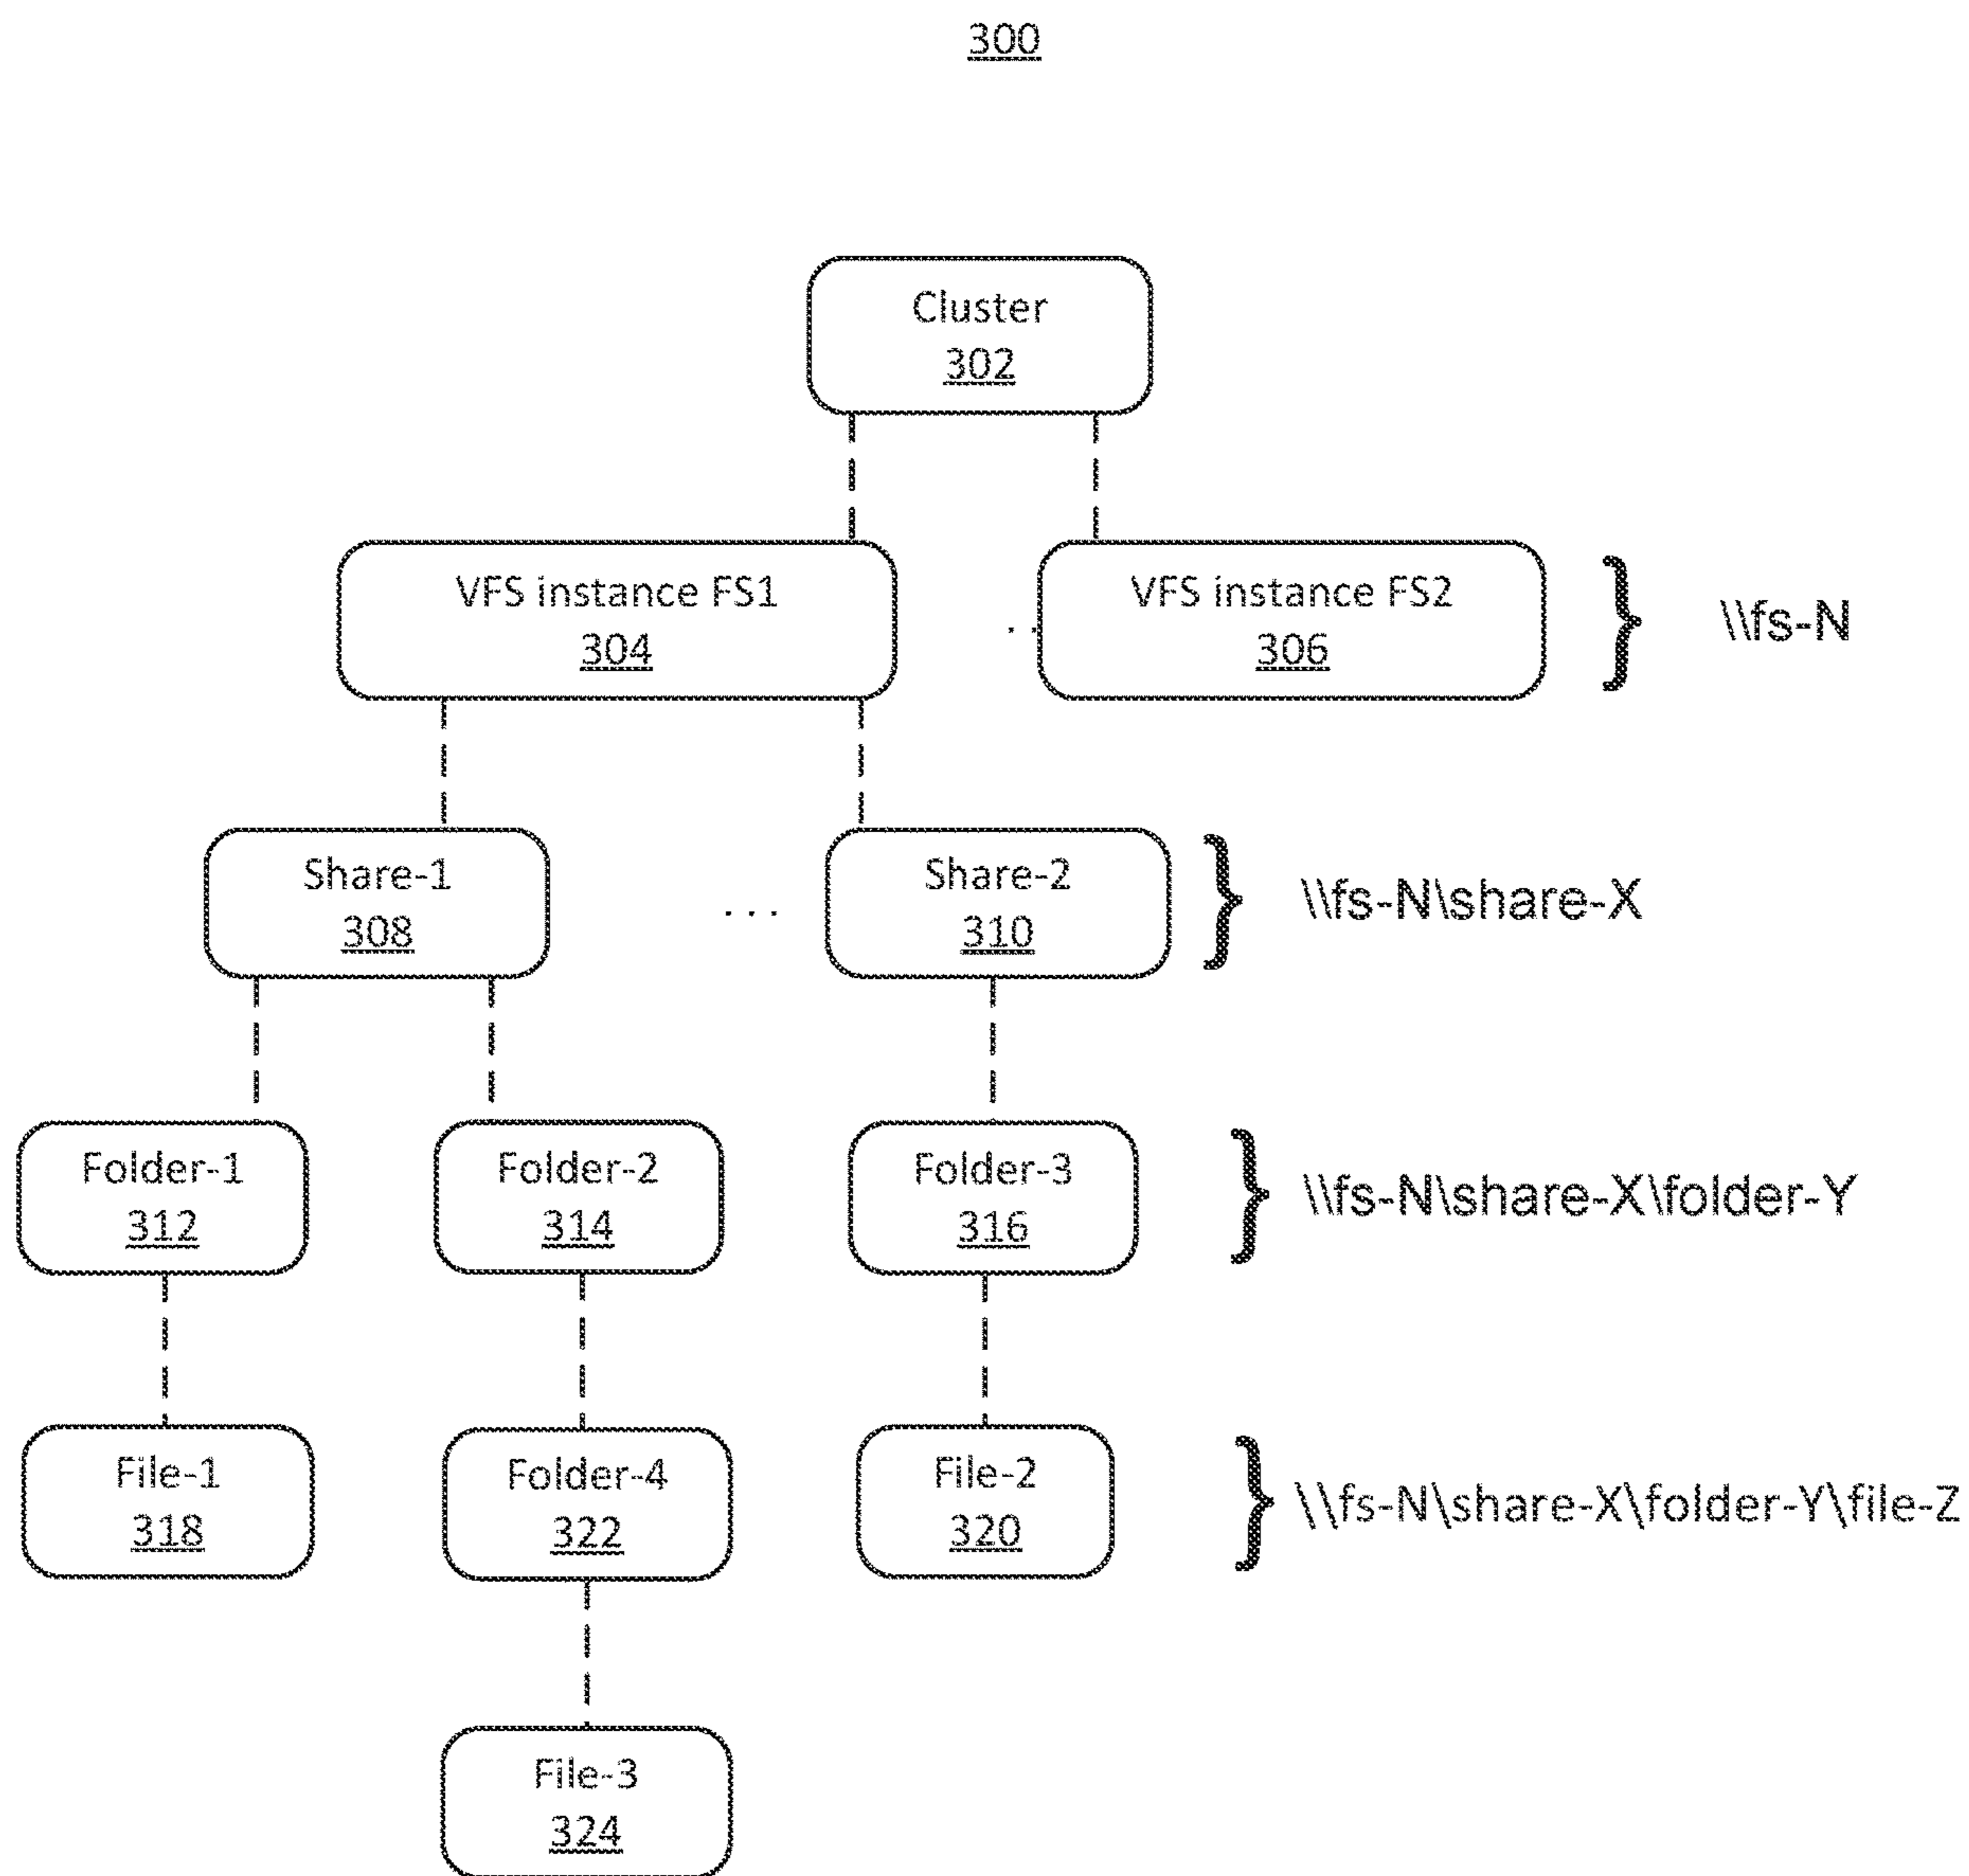 300
Cluster
302
VFS instance FS1
304
. .
VFS instance FS2
306
} \\fs-N
Share-1
308
. . .
Share-2
310
} \\fs-N\share-X
Folder-1
312
Folder-2
314
Folder-3
316
} \\fs-N\share-X\folder-Y
File-1
318
Folder-4
322
File-2
320
} \\fs-N\share-X\folder-Y\file-Z
File-3
324